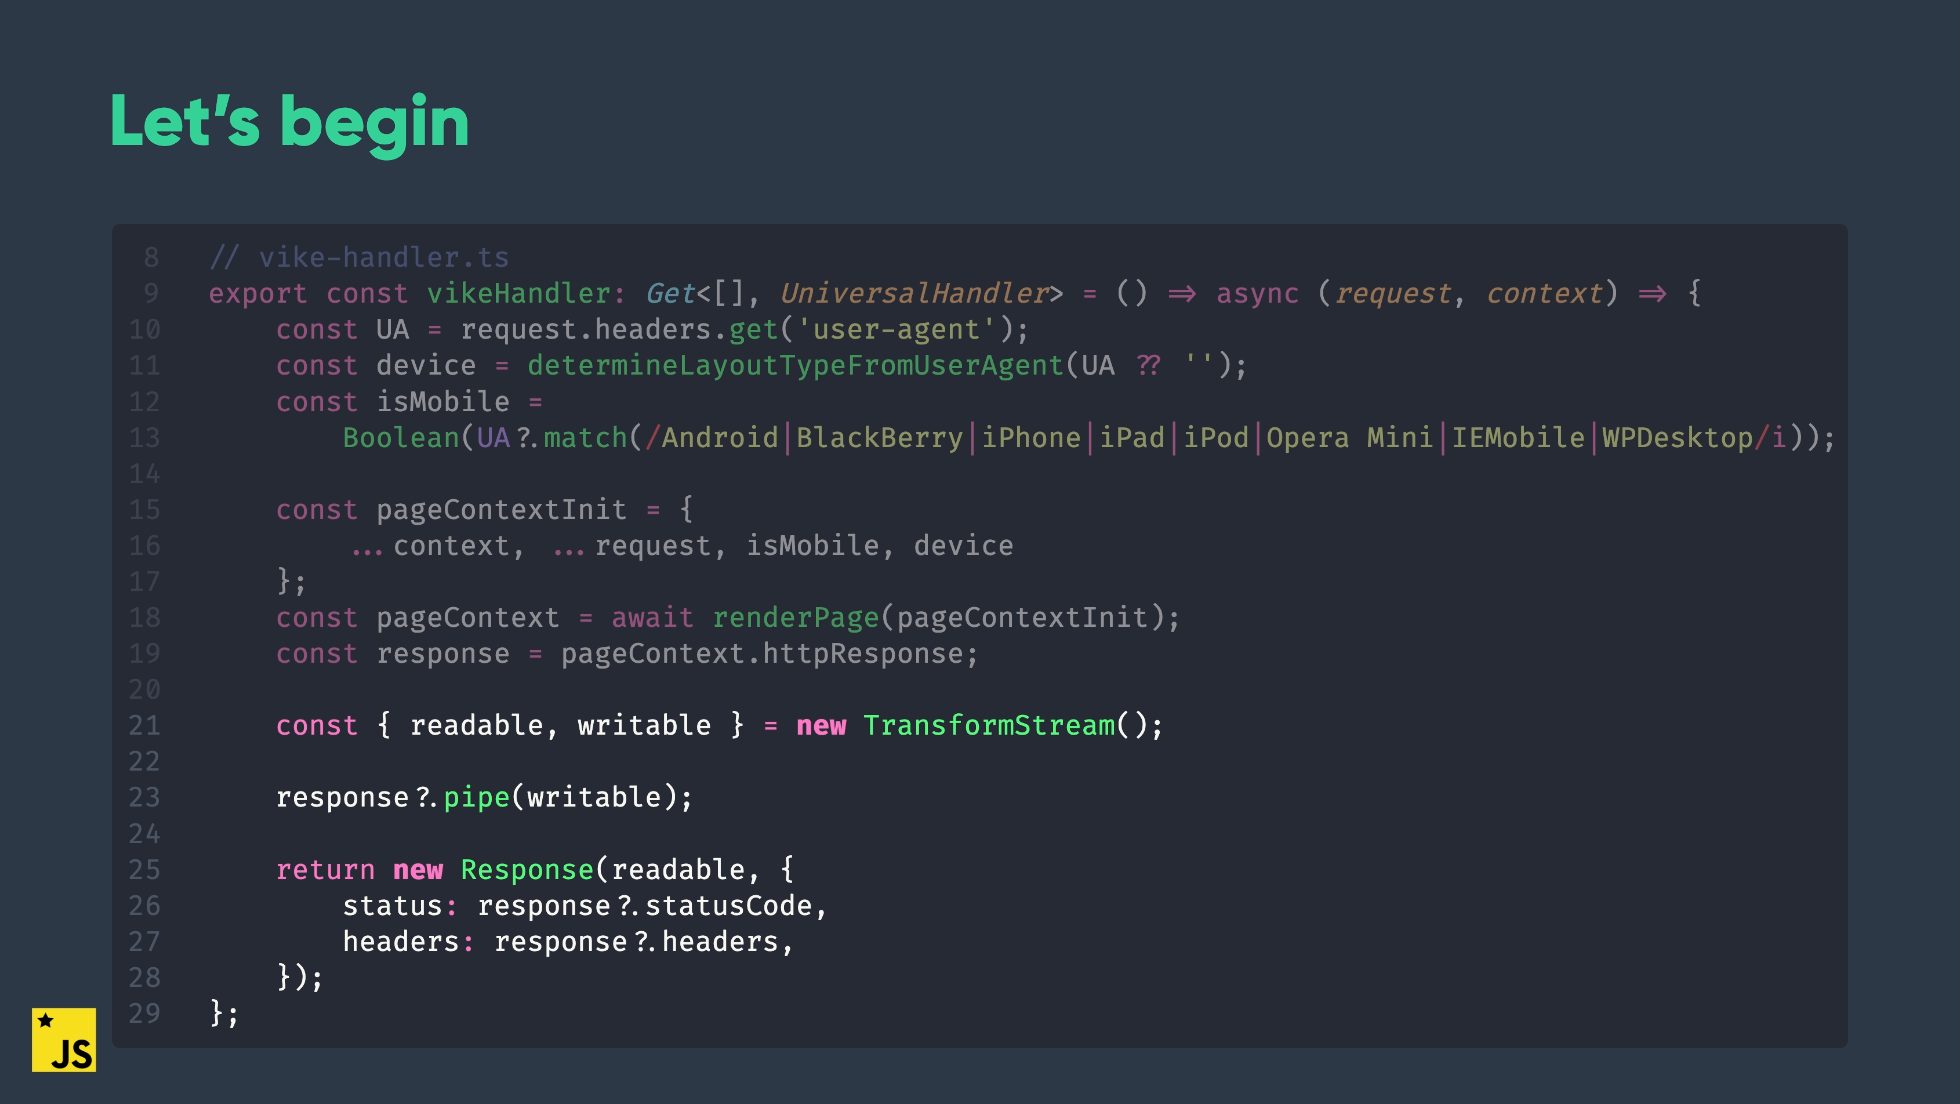 Let’s begin
8 // vike-handler.ts
9 export const vikeHandler: Get<[], UniversalHandler> = () => async (request, context) => {
10 const UA = request.headers.get('user-agent');
11 const device = determineLayoutTypeFromUserAgent(UA ?? '');
12 const isMobile =
13 Boolean(UA?.match(/Android|BlackBerry|iPhone|iPad|iPod|Opera Mini|IEMobile|WPDesktop/i));
14
15 const pageContextInit = {
16 ...context, ...request, isMobile, device
17 };
18 const pageContext = await renderPage(pageContextInit);
19 const response = pageContext.httpResponse;
20
21 const { readable, writable } = new TransformStream();
22
23 response?.pipe(writable);
24
25 return new Response(readable, {
26 status: response?.statusCode,
27 headers: response?.headers,
28 });
29 };
JS